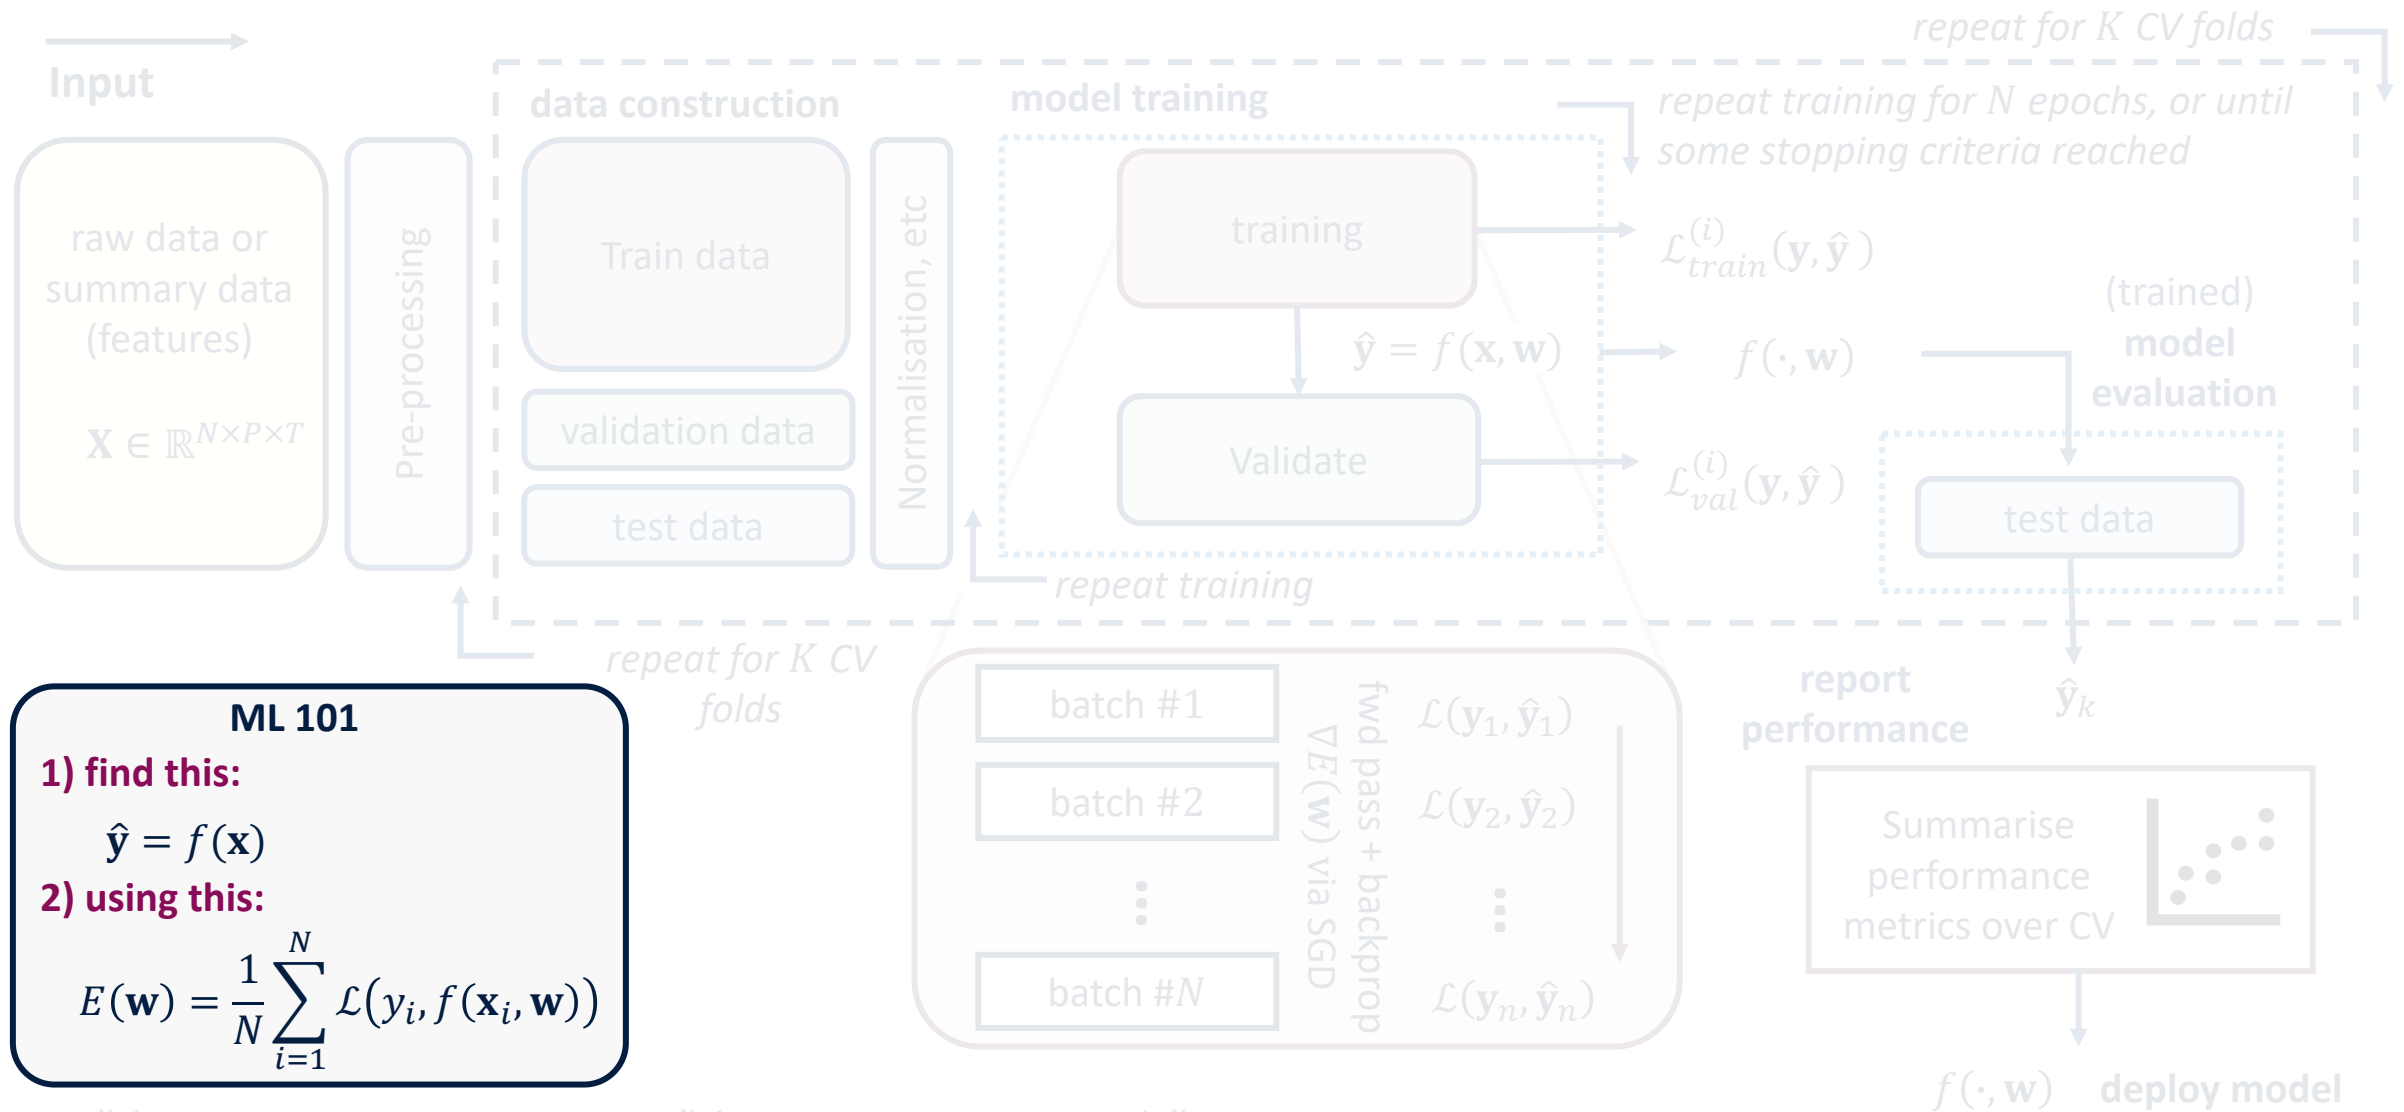 Input
repeat for K CV folds
data construction
model training
repeat training for N epochs, or until
some stopping criteria reached
raw data or
summary data
(features)
X ∈ ℝ^{N×P×T}
Pre-processing
Train data
validation data
test data
Normalisation, etc
training
ŷ = f(x, w)
Validate
ℒ_{train}^{(i)}(y, ŷ )
f(·, w)
ℒ_{val}^{(i)}(y, ŷ )
(trained)
model
evaluation
test data
repeat training
repeat for K CV
folds
ML 101
1) find this:
ŷ = f(x)
2) using this:
E(w) = \frac{1}{N} \sum_{i=1}^{N} ℒ(y_i, f(x_i, w))
batch #1
batch #2
batch #N
fwd pass + backprop
∇E(w) via SGD
ℒ(y_1, ŷ_1)
ℒ(y_2, ŷ_2)
ℒ(y_n, ŷ_n)
report
performance
ŷ_k
Summarise
performance
metrics over CV
f(·, w) deploy model